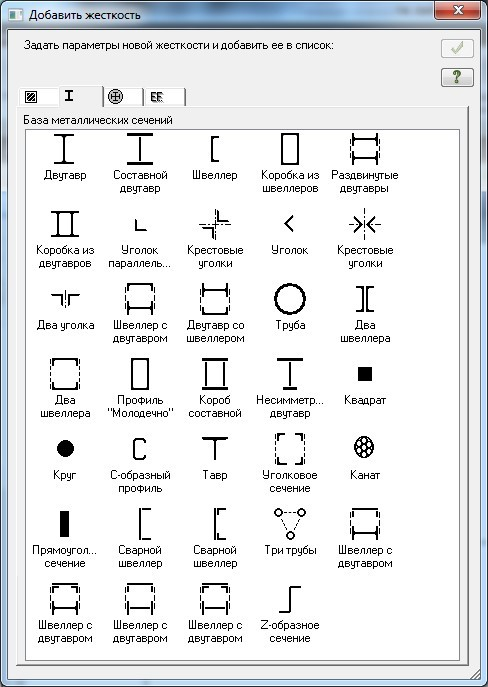 Добавить жесткость
Задать параметры новой жесткости и добавить ее в список:
База металлических сечений
Двутавр
Составной двутавр
Швеллер
Коробка из швеллеров
Раздвинутые двутавры
Коробка из двутавров
Уголок параллель...
Крестовые уголки
Уголок
Крестовые уголки
Два уголка
Швеллер с двутавром
Двутавр со швеллером
Труба
Два швеллера
Два швеллера
Профиль "Молодечно"
Короб составной
Несимметр... двутавр
Квадрат
Круг
С-образный профиль
Тавр
Уголковое сечение
Канат
Прямоугол... сечение
Сварной швеллер
Сварной швеллер
Три трубы
Швеллер с двутавром
Швеллер с двутавром
Швеллер с двутавром
Швеллер с двутавром
Z-образное сечение